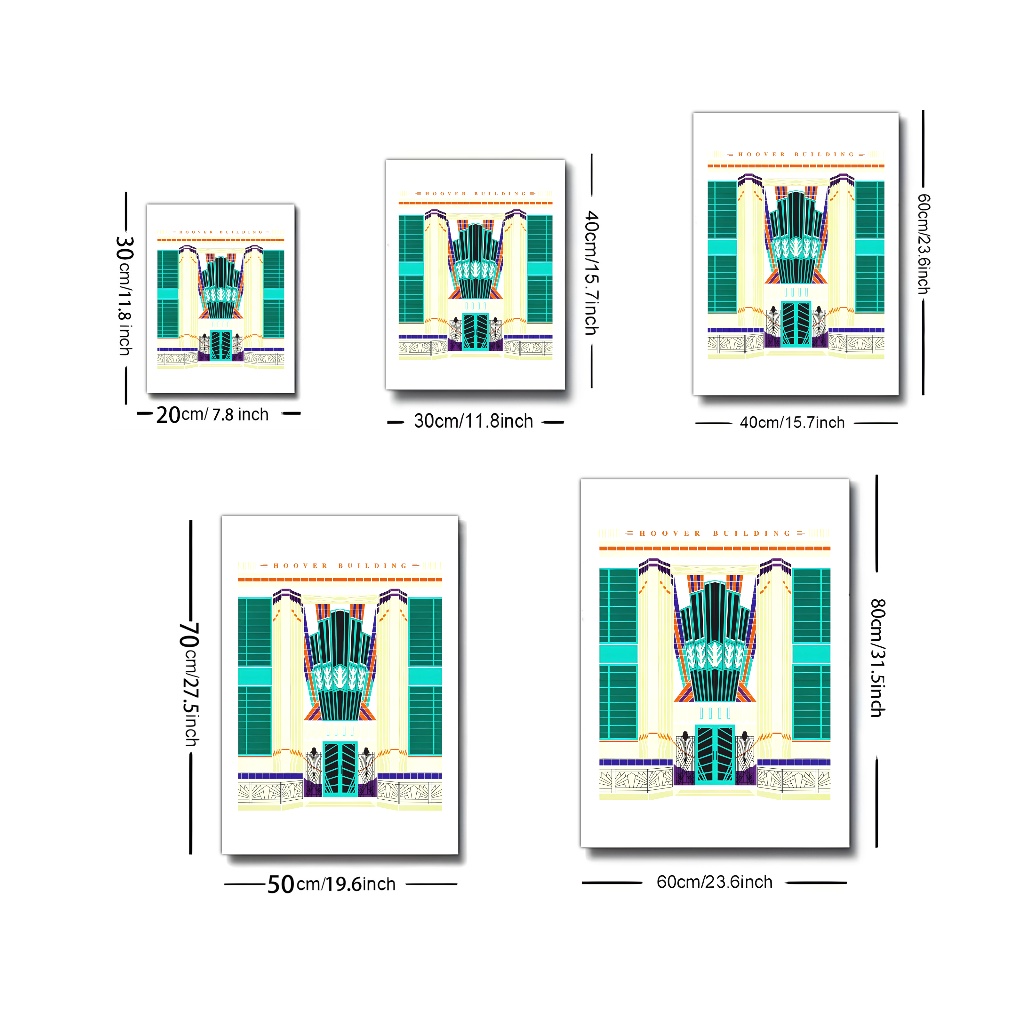 HOOVER BUILDING
30cm/11.8 inch
20cm/ 7.8 inch
HOOVER BUILDING
40cm/15.7inch
30cm/11.8inch
HOOVER BUILDING
60cm/23.6inch
40cm/15.7inch
HOOVER BUILDING
70cm/27.5inch
50cm/19.6inch
HOOVER BUILDING
80cm/31.5inch
60cm/23.6inch